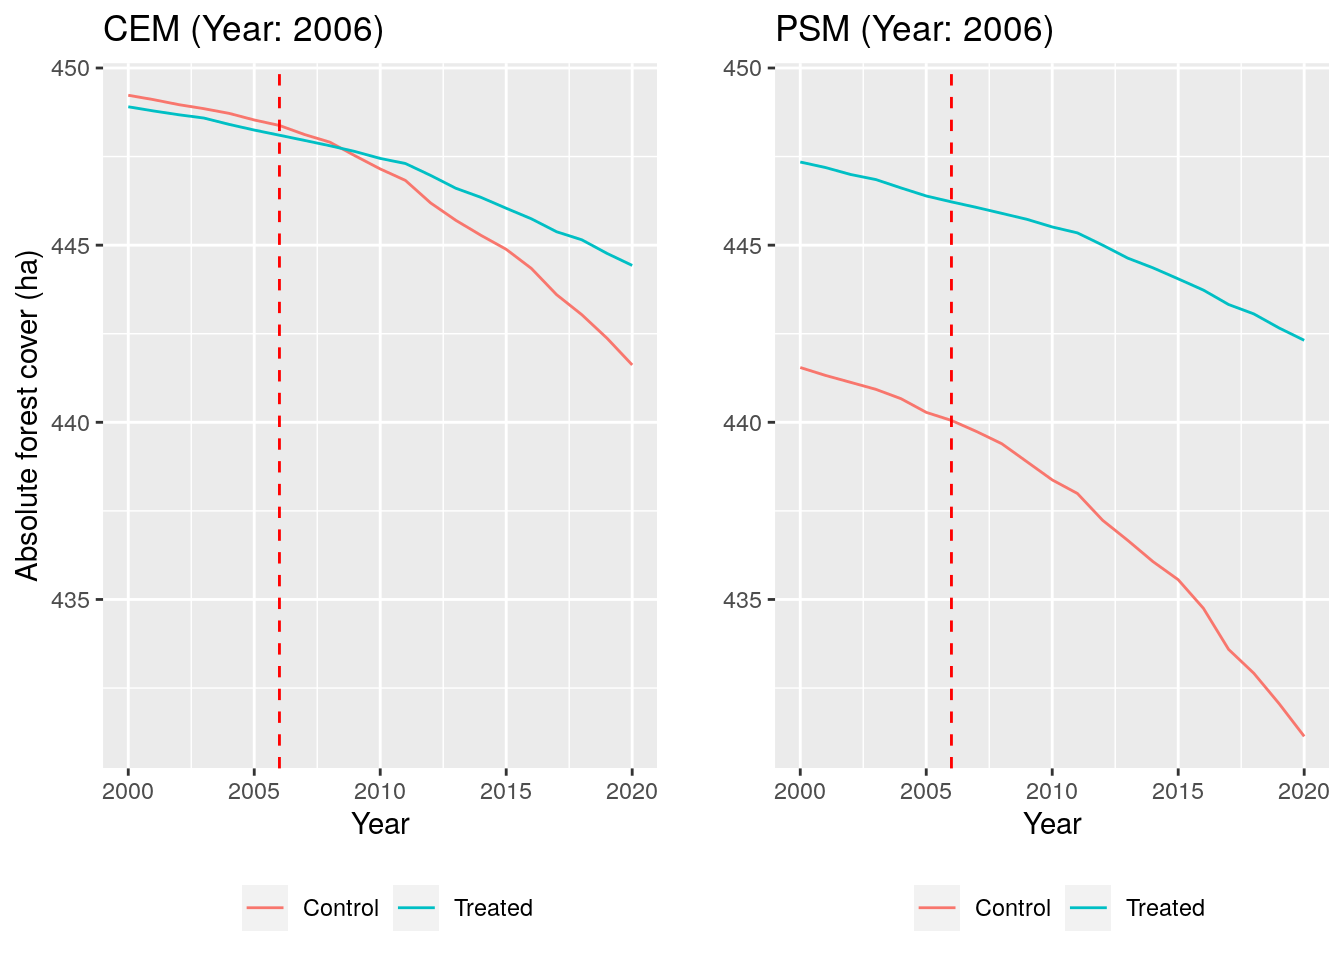 CEM (Year: 2006)
PSM (Year: 2006)
Absolute forest cover (ha)
450
445
440
435
450
445
440
435
2000 2005 2010 2015 2020
2000 2005 2010 2015 2020
Year
Year
Control Treated
Control Treated